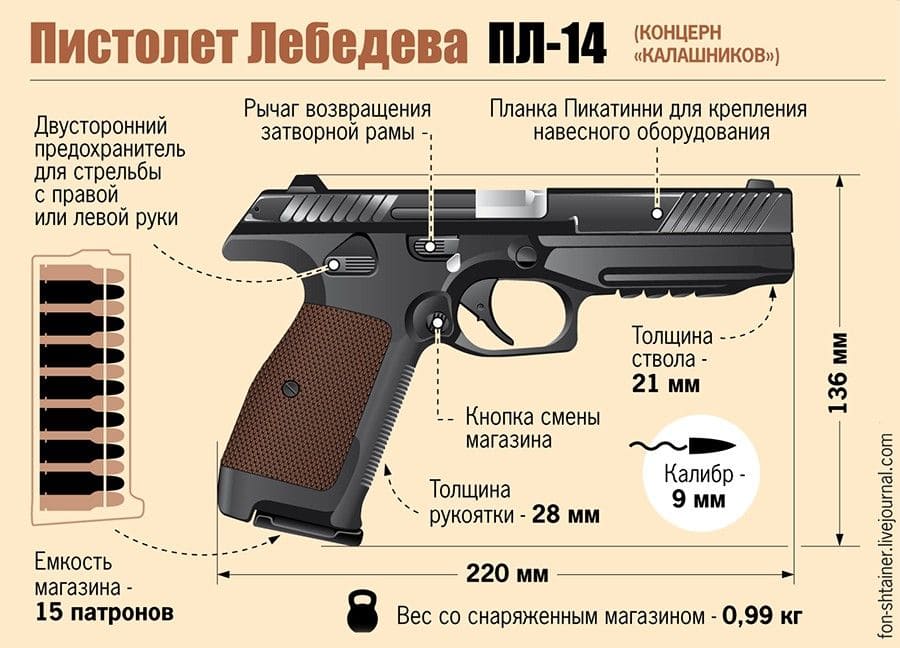 Пистолет Лебедева ПЛ-14 (КОНЦЕРН
«КАЛАШНИКОВ»)
Двусторонний
предохранитель
для стрельбы
с правой
или левой руки
Рычаг возвращения
затворной рамы -
Планка Пикатинни для крепления
навесного оборудования
Толщина
ствола -
21 мм
136 мм
Кнопка смены
магазина
Калибр -
9 мм
Толщина
рукоятки - 28 мм
Емкость
магазина -
15 патронов
220 мм
Вес со снаряженным магазином - 0,99 кг
fon-shtainer.livejournal.com